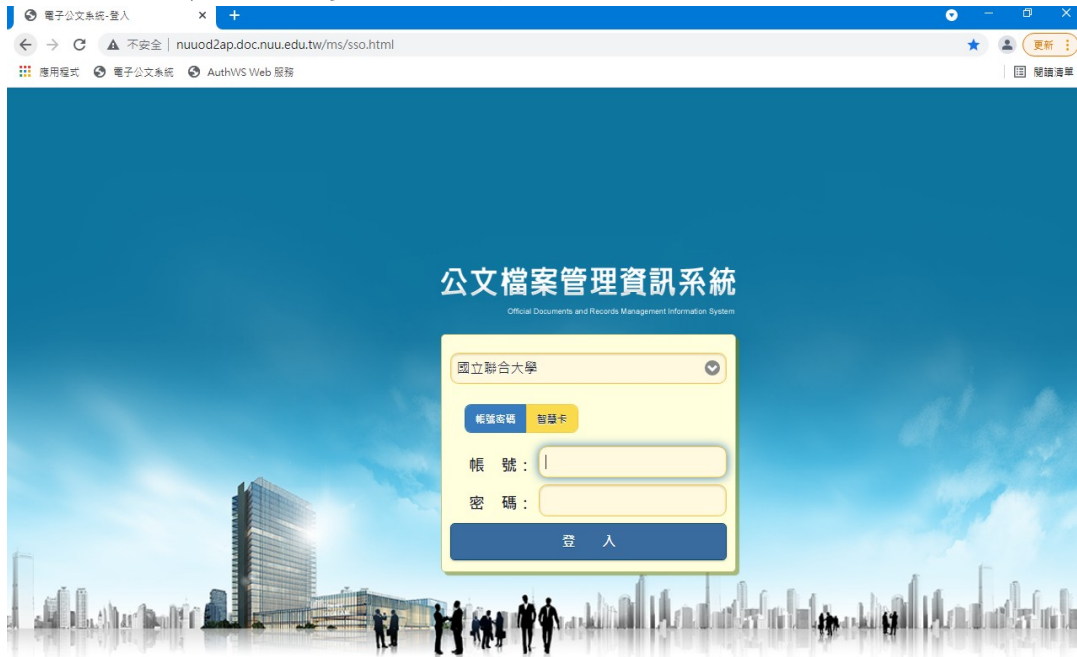 電子公文系統-登入
不安全 | nuuod2ap.doc.nuu.edu.tw/ms/sso.html
更新
應用程式 電子公文系統 AuthWS Web 服務
閱讀清單
公文檔案管理資訊系統
Official Documents and Records Management Information System
國立聯合大學
帳號密碼 智慧卡
帳 號：
密 碼：
登 入